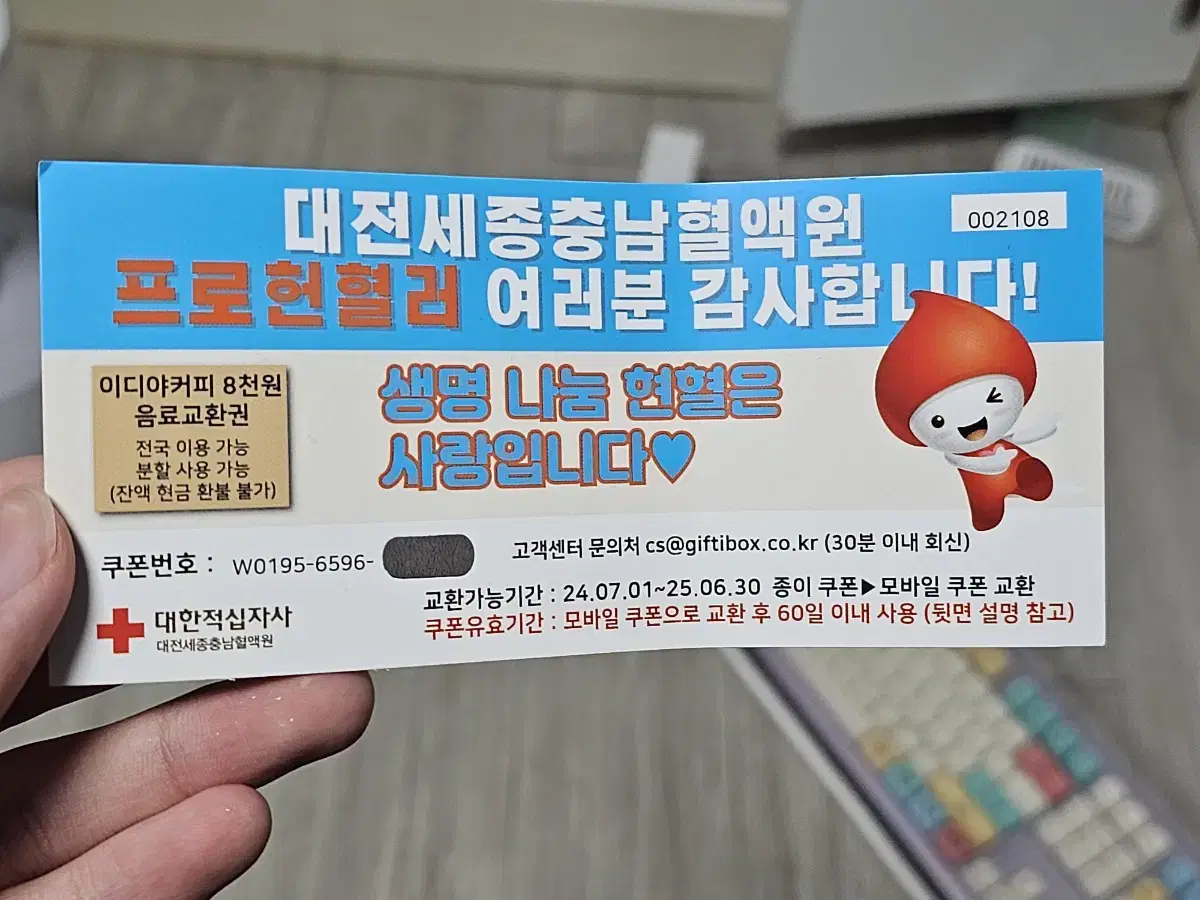 대전세종충남혈액원
002108
프로헌혈러 여러분 감사합니다!
이디야커피 8천원
음료교환권
전국 이용 가능
분할 사용 가능
(잔액 현금 환불 불가)
생명 나눔 헌혈은
사랑입니다♥
쿠폰번호 : W0195-6596-
고객센터 문의처 cs@giftibox.co.kr (30분 이내 회신)
교환가능기간 : 24.07.01~25.06.30 종이 쿠폰▶모바일 쿠폰 교환
쿠폰유효기간 : 모바일 쿠폰으로 교환 후 60일 이내 사용 (뒷면 설명 참고)
대한적십자사
대전세종충남혈액원